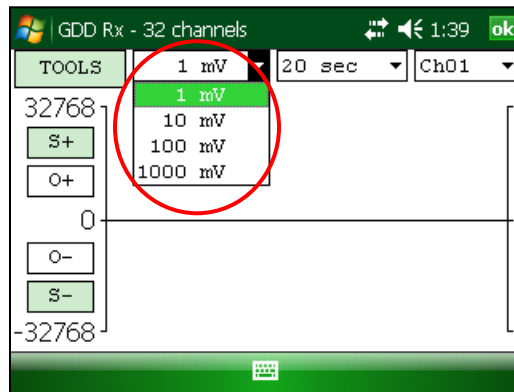 GDD Rx - 32 channels 1:39 ok
TOOLS 1 mV 20 sec Ch01
1 mV
10 mV
100 mV
1000 mV
32768
S+
O+
0
O-
S-
-32768